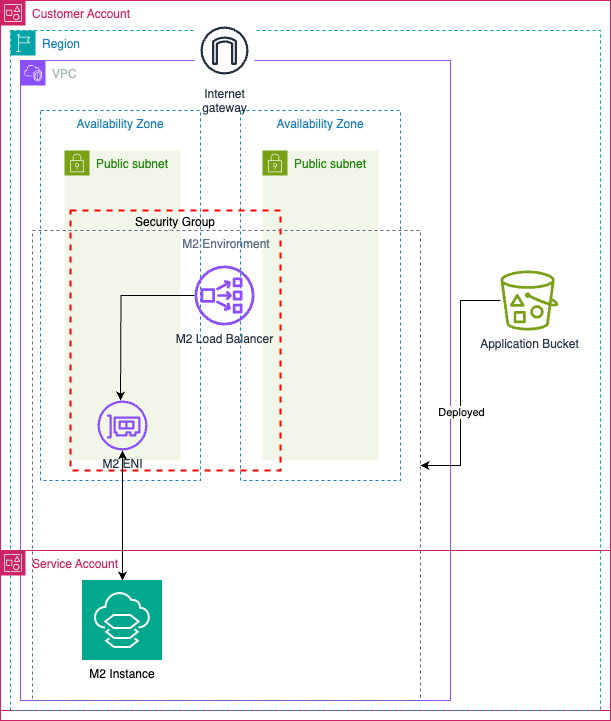 Customer Account
Region
VPC
Internet
gateway
Availability Zone
Availability Zone
Public subnet
Public subnet
Security Group
M2 Environment
M2 Load Balancer
Application Bucket
Deployed
M2 ENI
Service Account
M2 Instance